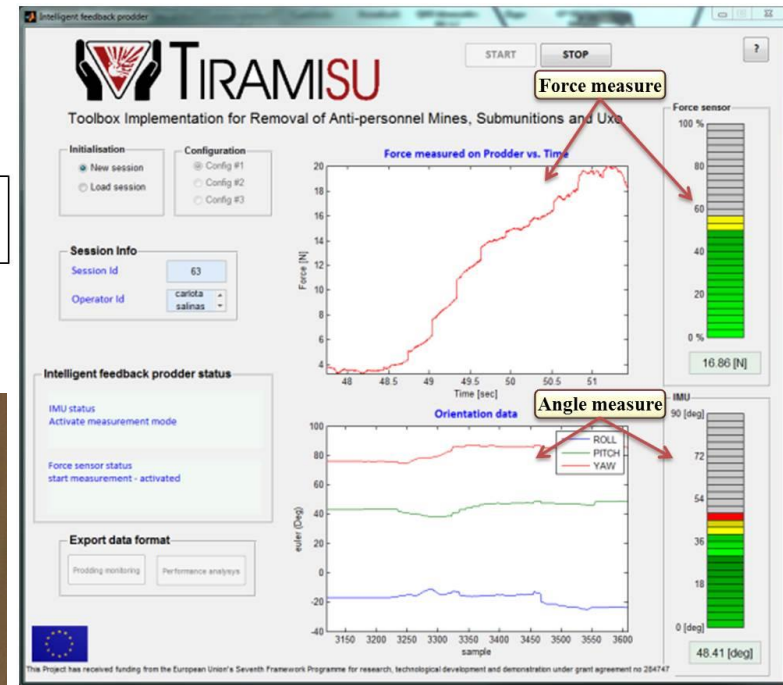 Intelligent feedback prodder
TIRAMISU
START
STOP
?
Toolbox Implementation for Removal of Anti-personnel Mines, Submunitions and Uxo
Force measure
Force sensor
Initialisation
New session
Load session
Configuration
Config #1
Config #2
Config #3
Session Info
Session Id
63
Operator Id
carlota
salinas
Force measured on Prodder vs. Time
20
18
16
14
12
10
8
6
4
Force [N]
48
48.5
49
49.5
50
50.5
51
Time [sec]
100 %
80
60
40
20
0 %
16.86 [N]
Intelligent feedback prodder status
IMU status
Activate measurement mode
Force sensor status
start measurement - activated
Export data format
Prodding monitoring
Performance analysys
Orientation data
Angle measure
ROLL
PITCH
YAW
100
80
60
40
20
0
-20
-40
euler (Deg)
3150
3200
3250
3300
3350
3400
3450
3500
3550
3600
sample
IMU
90 [deg]
72
54
36
18
0 [deg]
48.41 [deg]
This Project has received funding from the European Union's Seventh Framework Programme for research, technological development and demonstration under grant agreement no 284747